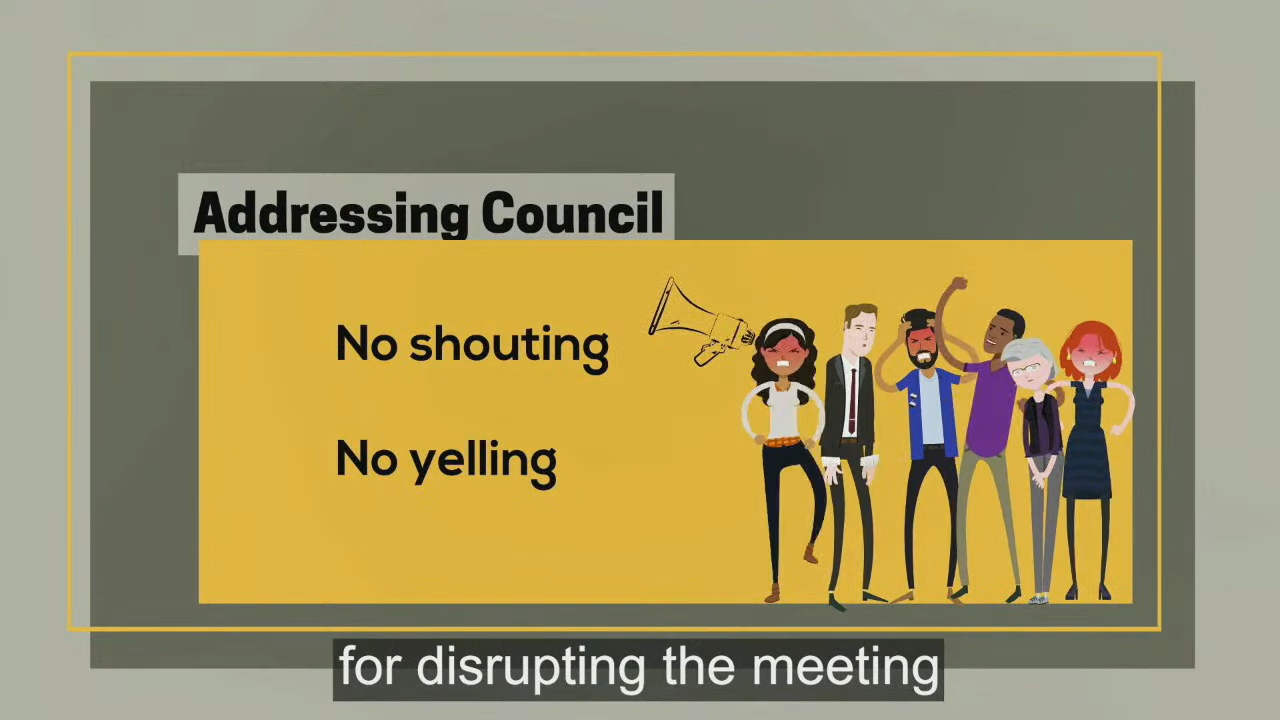 Addressing Council
No shouting
No yelling
for disrupting the meeting